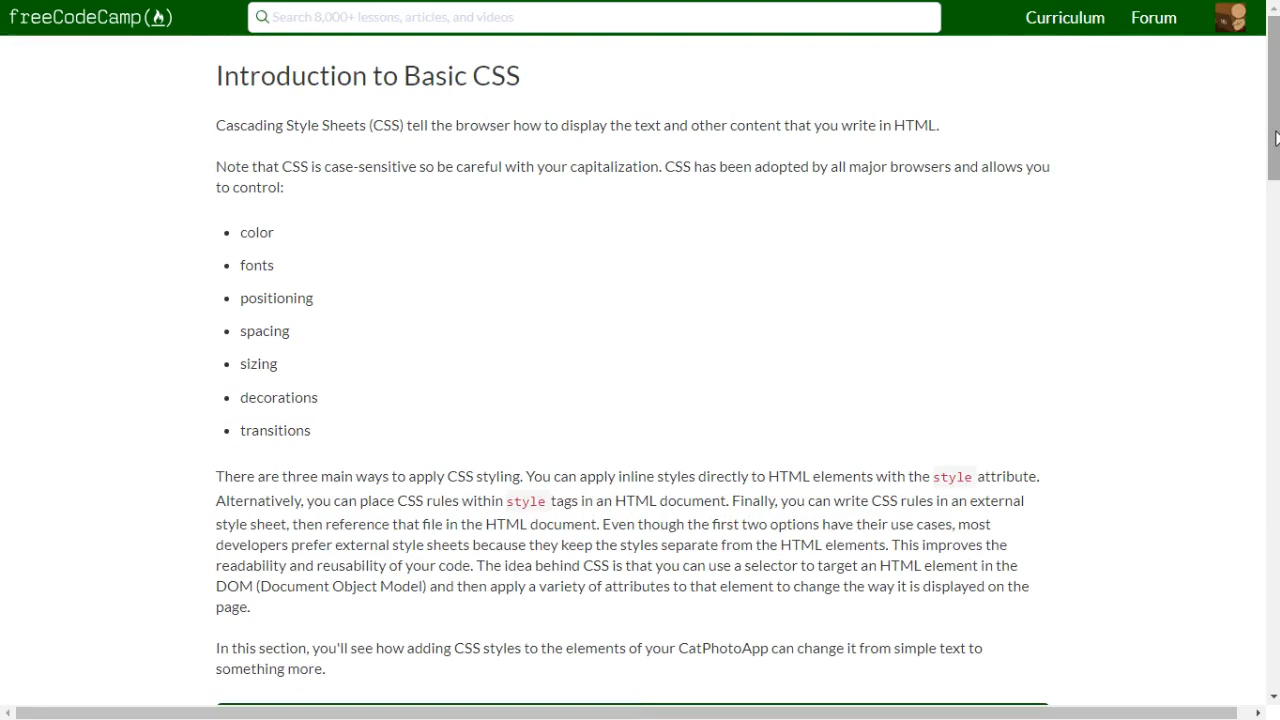 freeCodeCamp
Search 8,000+ lessons, articles, and videos
Curriculum
Forum
Introduction to Basic CSS
Cascading Style Sheets (CSS) tell the browser how to display the text and other content that you write in HTML.
Note that CSS is case-sensitive so be careful with your capitalization. CSS has been adopted by all major browsers and allows you
to control:
color
fonts
positioning
spacing
sizing
decorations
transitions
There are three main ways to apply CSS styling. You can apply inline styles directly to HTML elements with the style attribute.
Alternatively, you can place CSS rules within style tags in an HTML document. Finally, you can write CSS rules in an external
style sheet, then reference that file in the HTML document. Even though the first two options have their use cases, most
developers prefer external style sheets because they keep the styles separate from the HTML elements. This improves the
readability and reusability of your code. The idea behind CSS is that you can use a selector to target an HTML element in the
DOM (Document Object Model) and then apply a variety of attributes to that element to change the way it is displayed on the
page.
In this section, you'll see how adding CSS styles to the elements of your CatPhotoApp can change it from simple text to
something more.